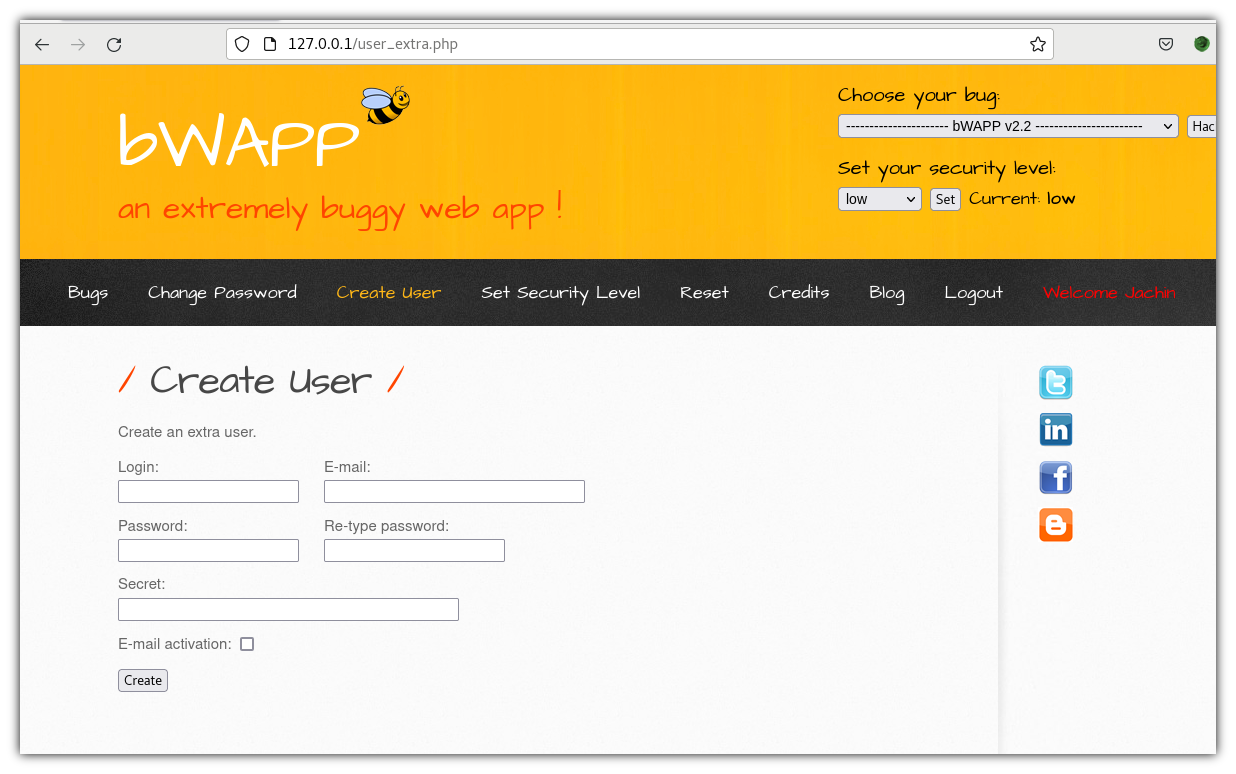 127.0.0.1/user_extra.php
bWAPP
an extremely buggy web app !
Choose your bug:
---------------------- bWAPP v2.2 ----------------------- Hac
Set your security level:
low Set Current: low
Bugs Change Password Create User Set Security Level Reset Credits Blog Logout Welcome Jachin
/ Create User /
Create an extra user.
Login: E-mail:
Password: Re-type password:
Secret:
E-mail activation:
Create